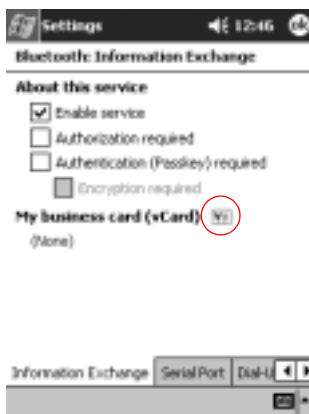 Settings 12:46 ok
Bluetooth: Information Exchange
About this service
Enable service
Authorization required
Authentication (Passkey) required
Encryption required
My business card (vCard)
(None)
Information Exchange Serial Port Dial-U